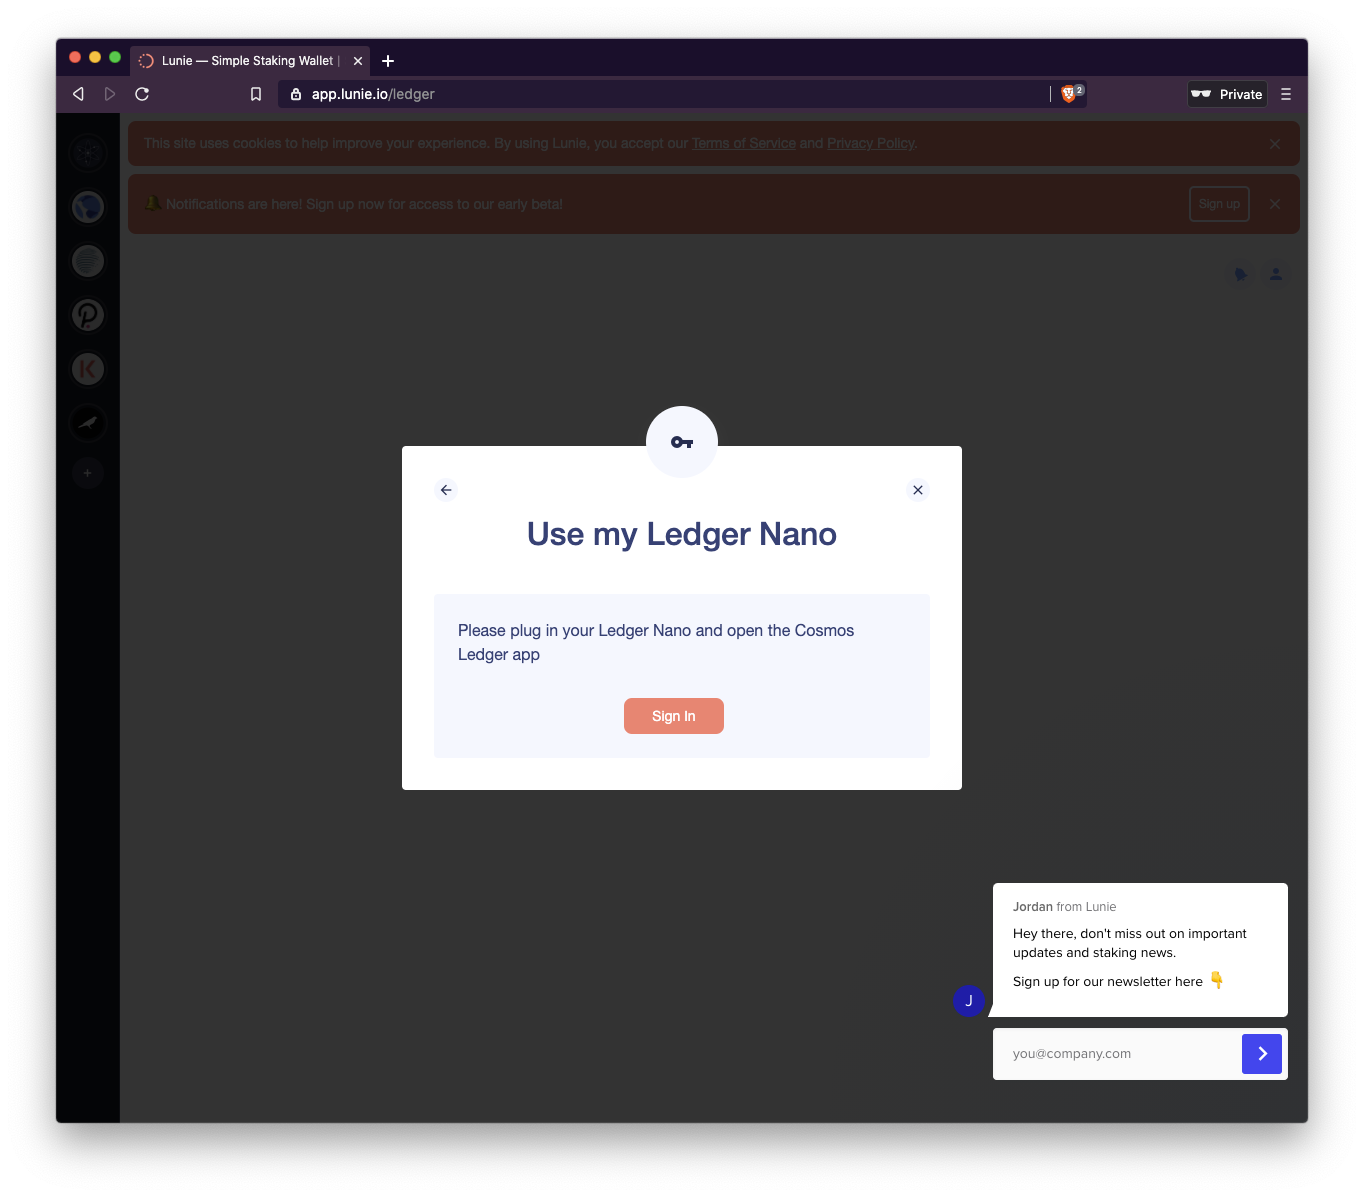 Lunie — Simple Staking Wallet |
app.lunie.io/ledger
2
Private
This site uses cookies to help improve your experience. By using Lunie, you accept our Terms of Service and Privacy Policy.
Notifications are here! Sign up now for access to our early beta!
Sign up
Use my Ledger Nano
Please plug in your Ledger Nano and open the Cosmos
Ledger app
Sign In
Jordan from Lunie
Hey there, don't miss out on important
updates and staking news.
Sign up for our newsletter here 👇
J
you@company.com